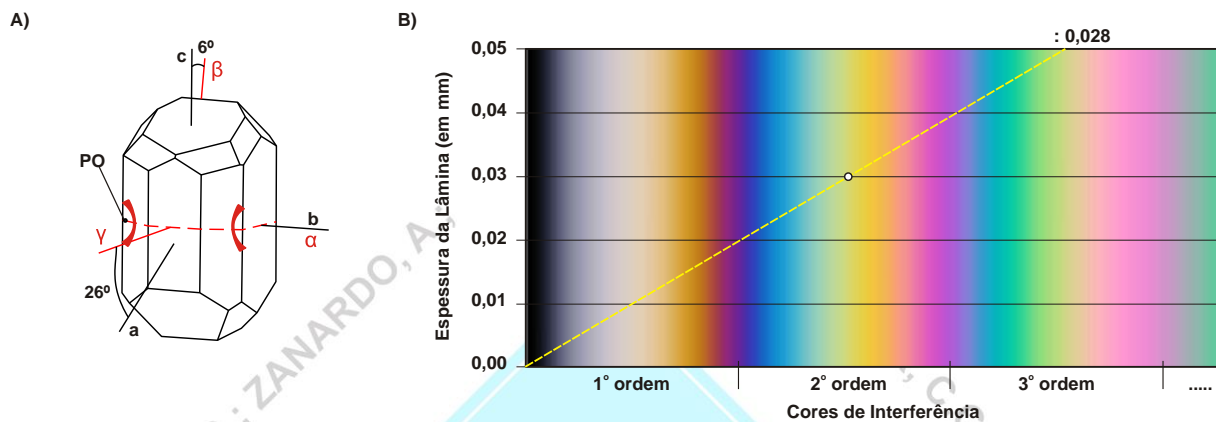 A)
c
6º
β
PO
b
α
γ
26º
a
B)
: 0,028
Espessura da Lâmina (em mm)
0,05
0,04
0,03
0,02
0,01
0,00
1° ordem
2° ordem
3° ordem
.....
Cores de Interferência
; ZANARDO, A.,
, C